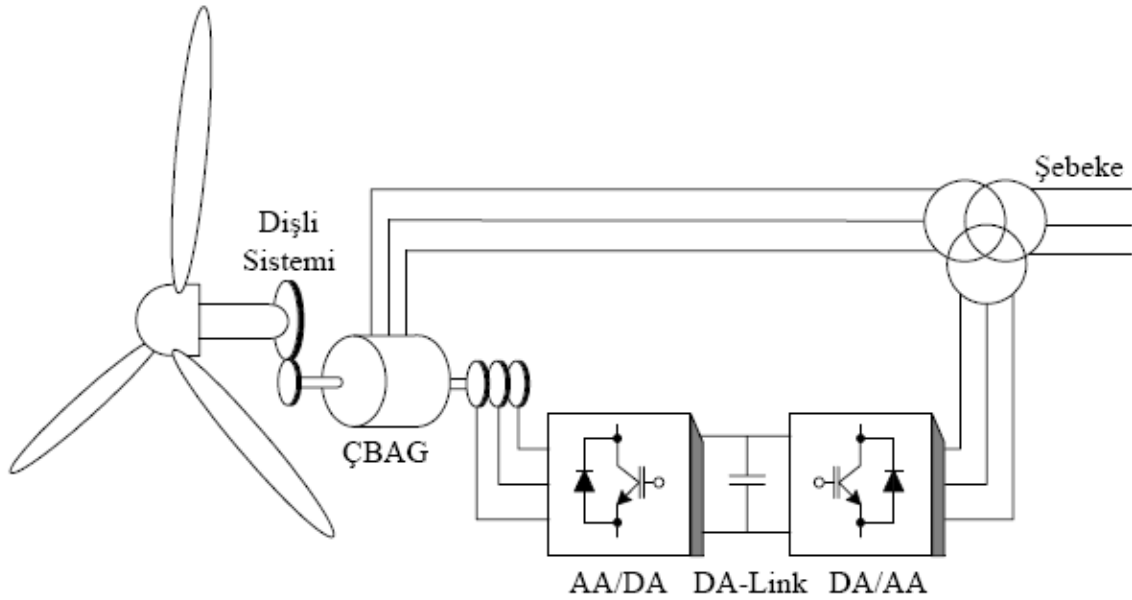 Şebeke
Dişli
Sistemi
ÇBAG
AA/DA
DA-Link
DA/AA